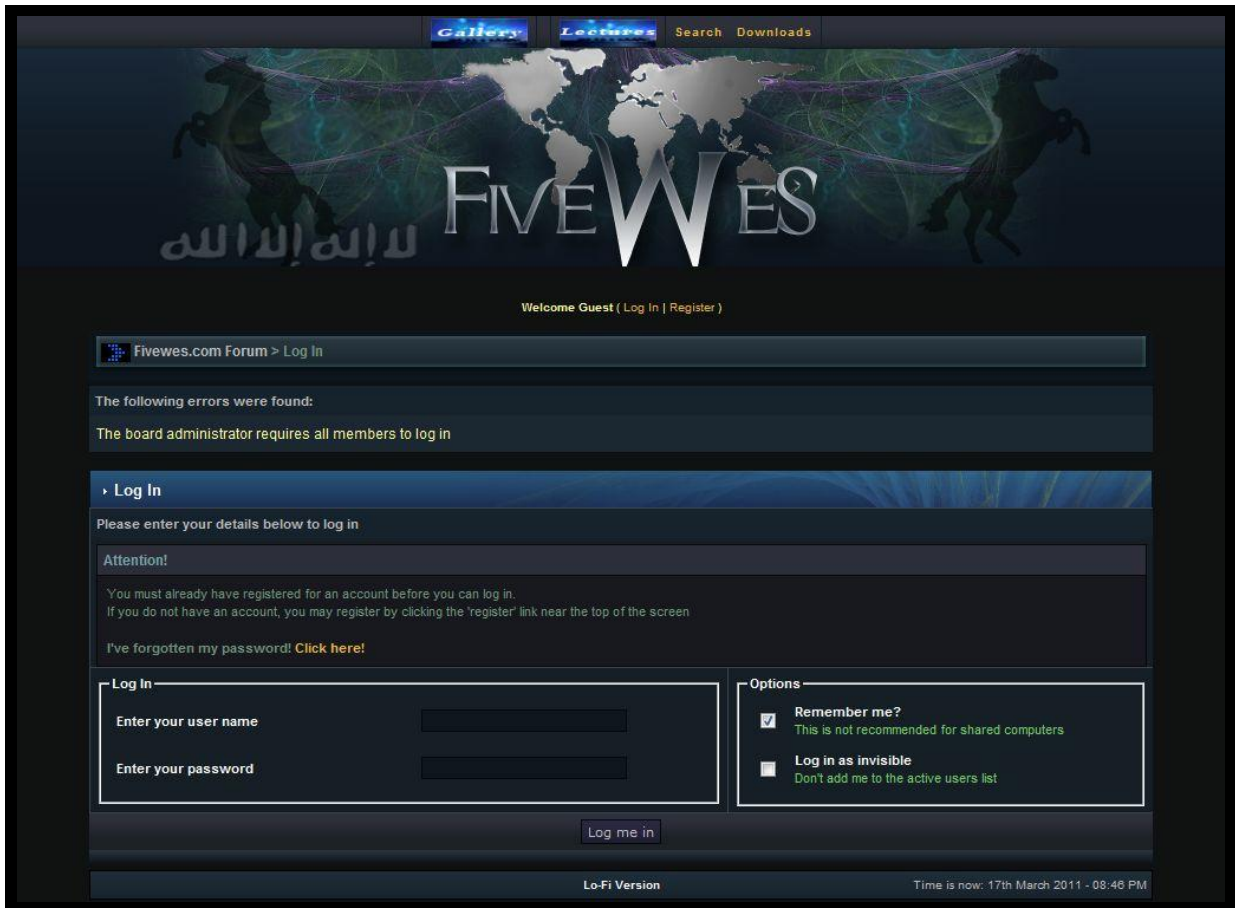 Gallery Lectures Search Downloads
FIVEWES
لا إله إلا الله
Welcome Guest ( Log In | Register )
Fivewes.com Forum > Log In
The following errors were found:
The board administrator requires all members to log in
Log In
Please enter your details below to log in
Attention!
You must already have registered for an account before you can log in.
If you do not have an account, you may register by clicking the 'register' link near the top of the screen
I've forgotten my password! Click here!
Log In
Enter your user name
Enter your password
Options
Remember me?
This is not recommended for shared computers
Log in as invisible
Don't add me to the active users list
Log me in
Lo-Fi Version
Time is now: 17th March 2011 - 08:46 PM